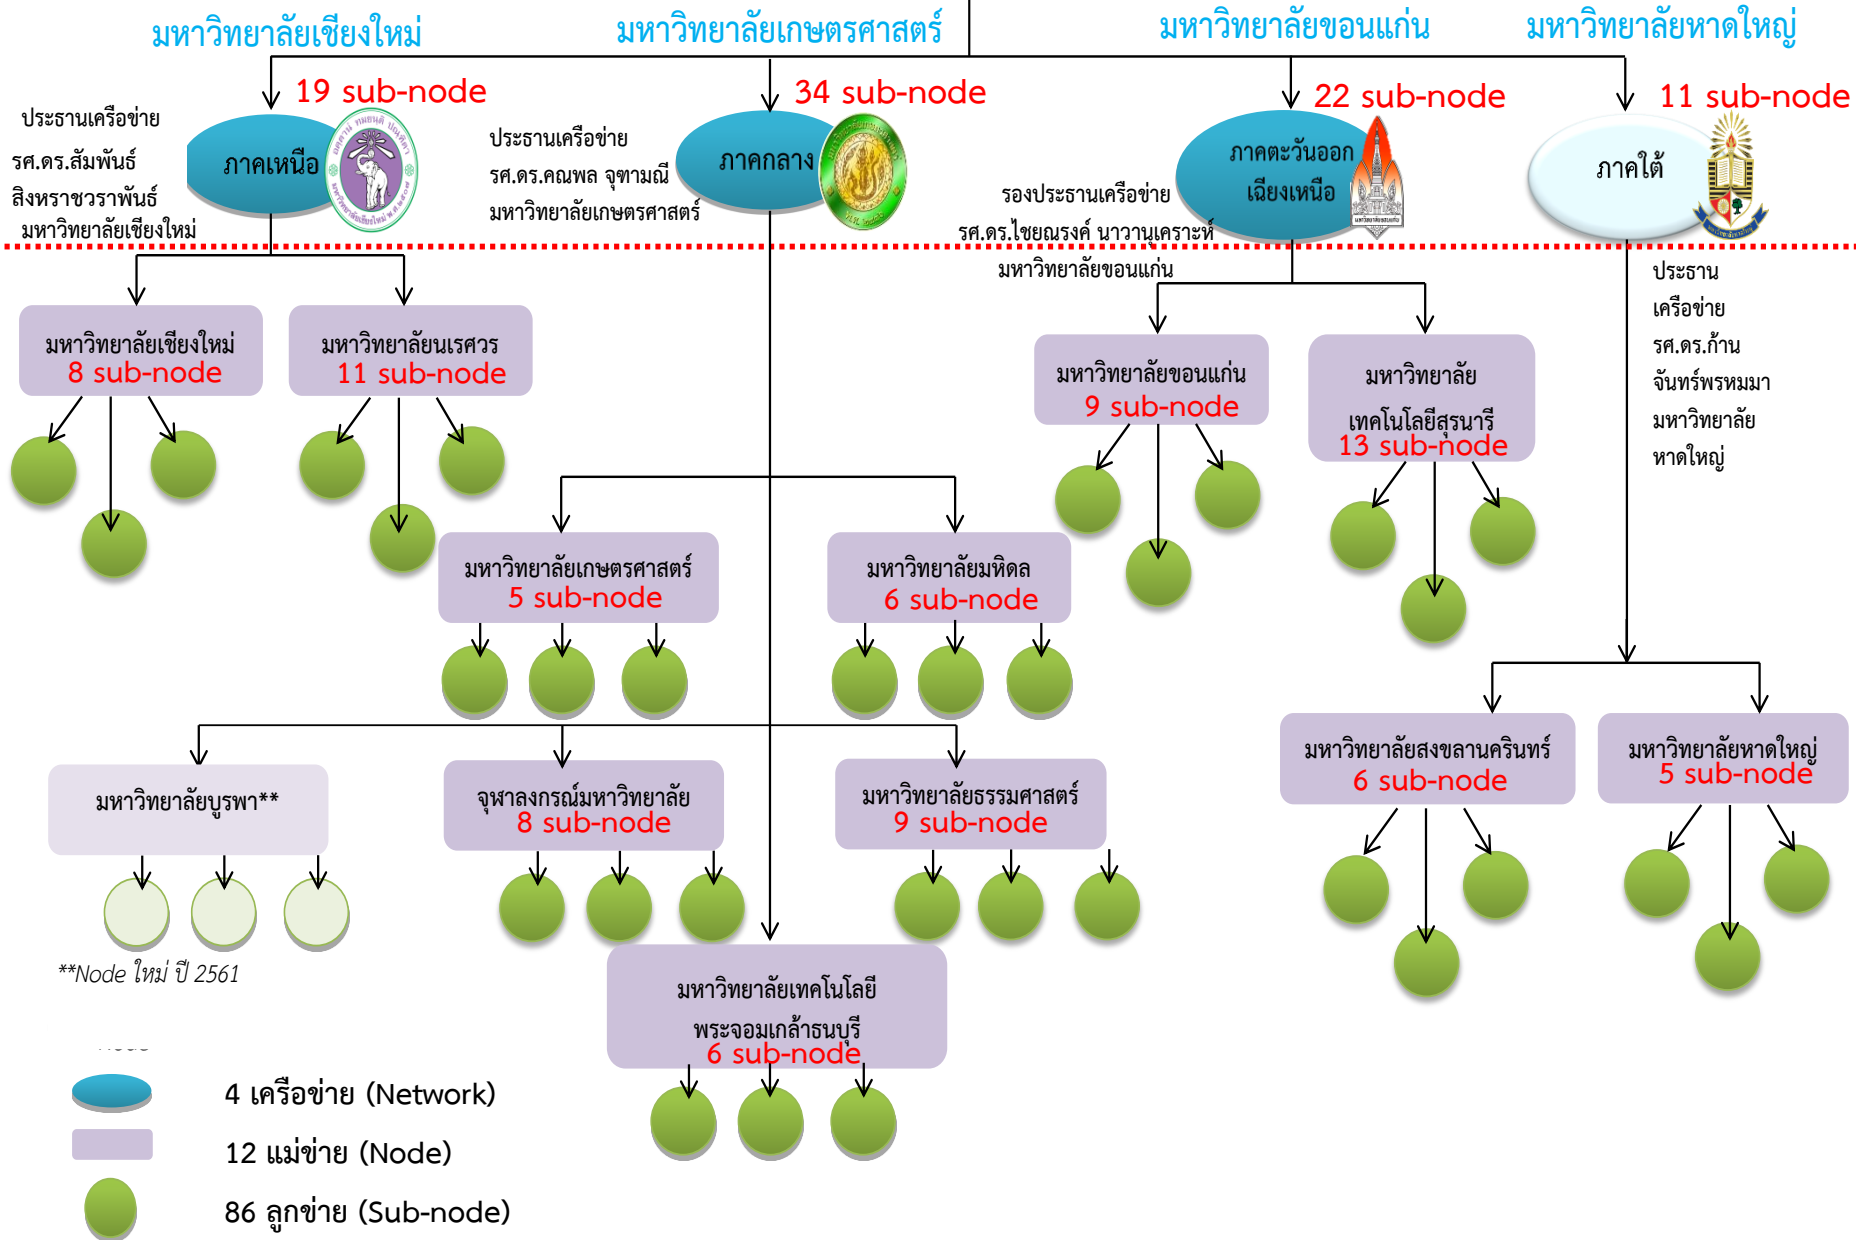 มหาวิทยาลัยเชียงใหม่
มหาวิทยาลัยเกษตรศาสตร์
มหาวิทยาลัยขอนแก่น
มหาวิทยาลัยหาดใหญ่
19 sub-node
34 sub-node
22 sub-node
11 sub-node
ประธานเครือข่าย
รศ.ดร.สัมพันธ์
สิงหราชวราพันธ์
มหาวิทยาลัยเชียงใหม่
ภาคเหนือ
ประธานเครือข่าย
รศ.ดร.คณพล จุฑามณี
มหาวิทยาลัยเกษตรศาสตร์
ภาคกลาง
รองประธานเครือข่าย
รศ.ดร.ไชยณรงค์ นาวานุเคราะห์
มหาวิทยาลัยขอนแก่น
ภาคตะวันออก
เฉียงเหนือ
ภาคใต้
ประธาน
เครือข่าย
รศ.ดร.ก้าน
จันทร์พรหมมา
มหาวิทยาลัย
หาดใหญ่
มหาวิทยาลัยเชียงใหม่
8 sub-node
มหาวิทยาลัยนเรศวร
11 sub-node
มหาวิทยาลัยขอนแก่น
9 sub-node
มหาวิทยาลัย
เทคโนโลยีสุรนารี
13 sub-node
มหาวิทยาลัยเกษตรศาสตร์
5 sub-node
มหาวิทยาลัยมหิดล
6 sub-node
มหาวิทยาลัยสงขลานครินทร์
6 sub-node
มหาวิทยาลัยหาดใหญ่
5 sub-node
มหาวิทยาลัยบูรพา**
จุฬาลงกรณ์มหาวิทยาลัย
8 sub-node
มหาวิทยาลัยธรรมศาสตร์
9 sub-node
**Node ใหม่ ปี 2561
มหาวิทยาลัยเทคโนโลยี
พระจอมเกล้าธนบุรี
6 sub-node
4 เครือข่าย (Network)
12 แม่ข่าย (Node)
86 ลูกข่าย (Sub-node)